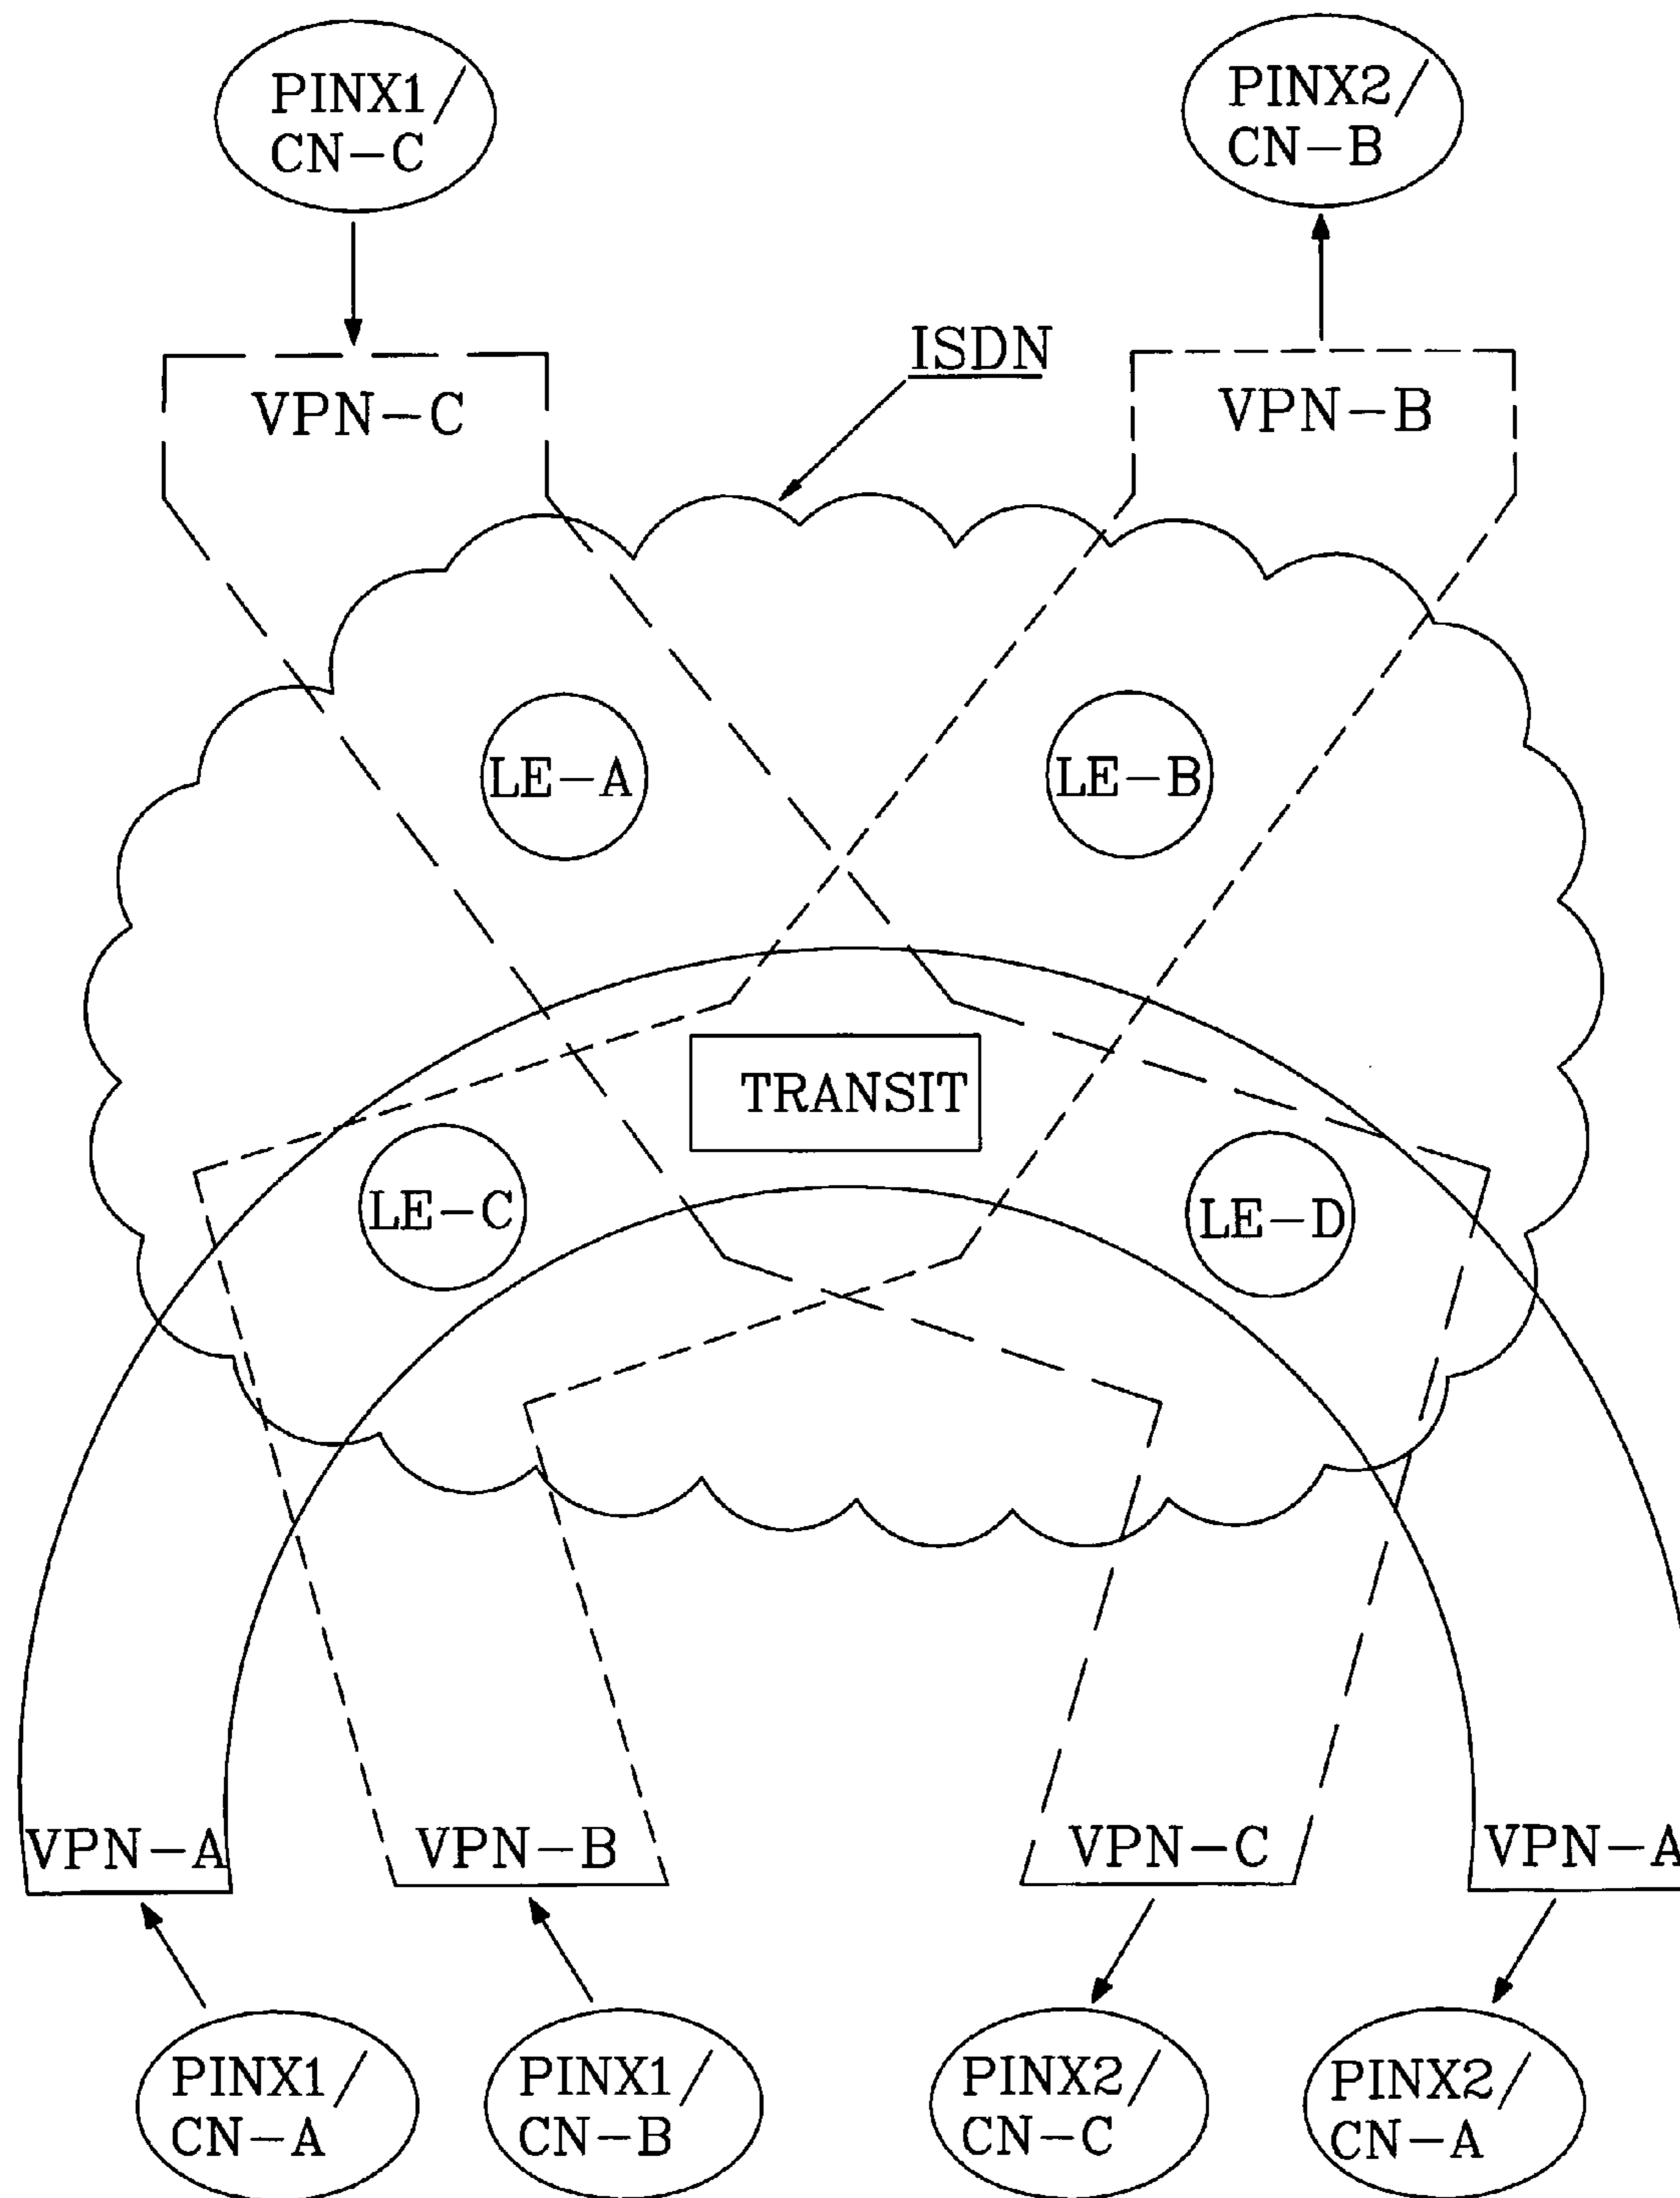 PINX1/
CN-C
PINX2/
CN-B
ISDN
VPN-C
VPN-B
LE-A
LE-B
TRANSIT
LE-C
LE-D
VPN-A
VPN-B
VPN-C
VPN-A
PINX1/
CN-A
PINX1/
CN-B
PINX2/
CN-C
PINX2/
CN-A